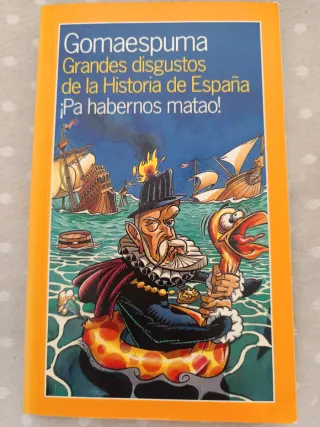 Gomaespuma
Grandes disgustos
de la Historia de España
¡Pa habernos matao!